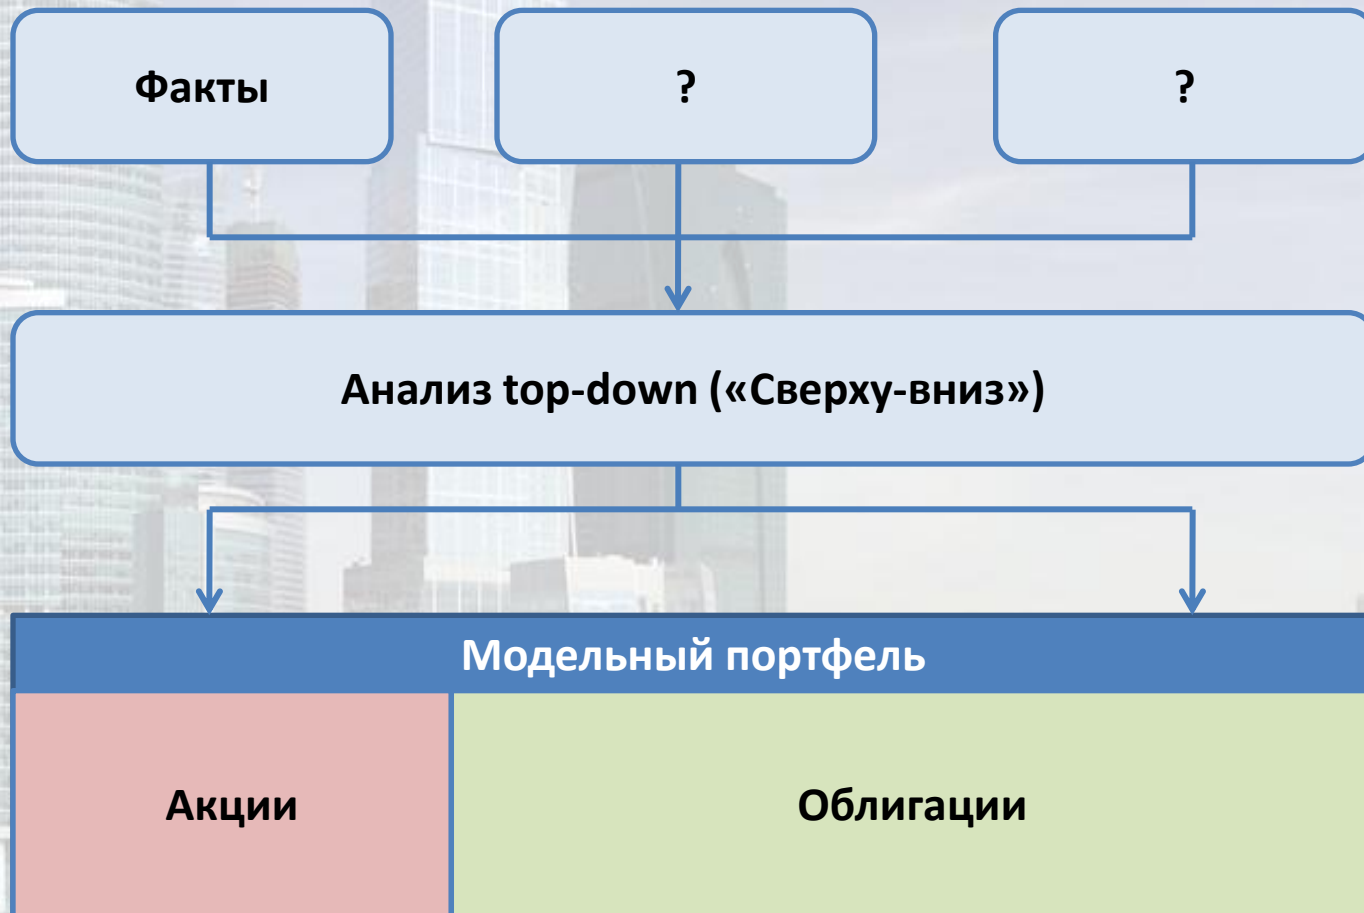 Факты
?
?
Анализ top-down («Сверху-вниз»)
Модельный портфель
Акции
Облигации